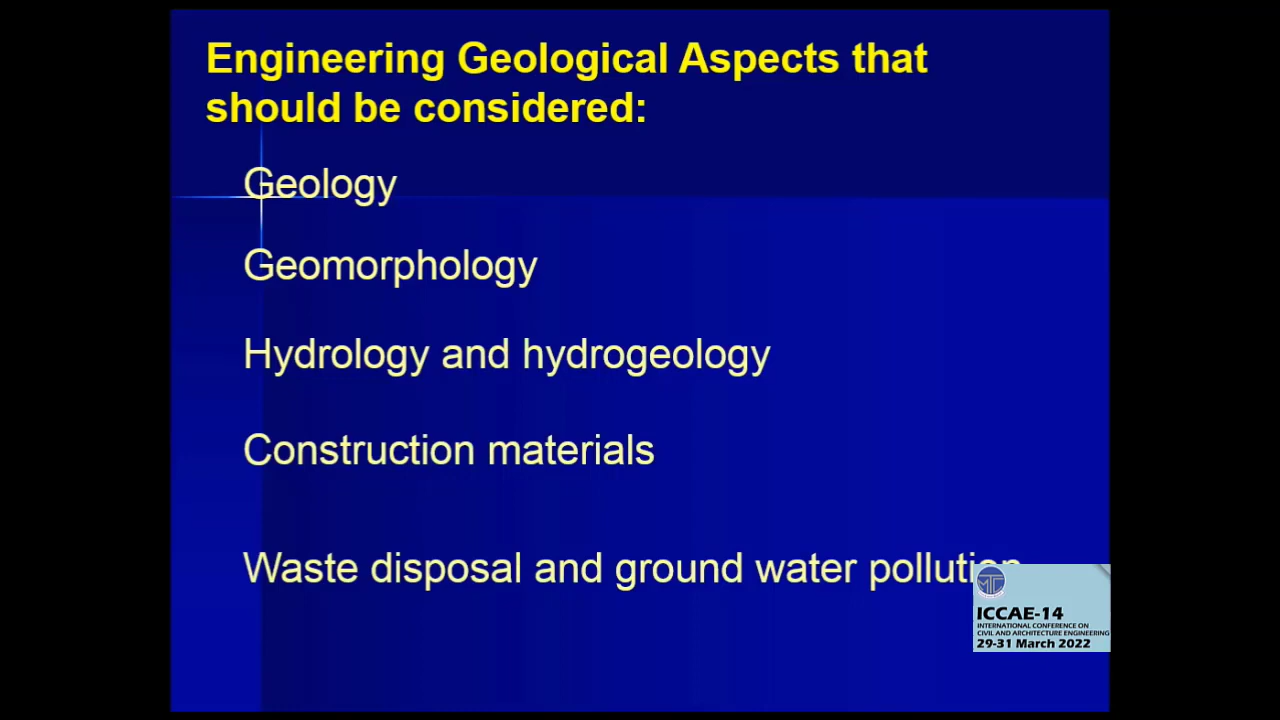 Engineering Geological Aspects that
should be considered:
Geology
Geomorphology
Hydrology and hydrogeology
Construction materials
Waste disposal and ground water pollution
MTC
ICCAE-14
INTERNATIONAL CONFERENCE ON
CIVIL AND ARCHITECTURE ENGINEERING
29-31 March 2022